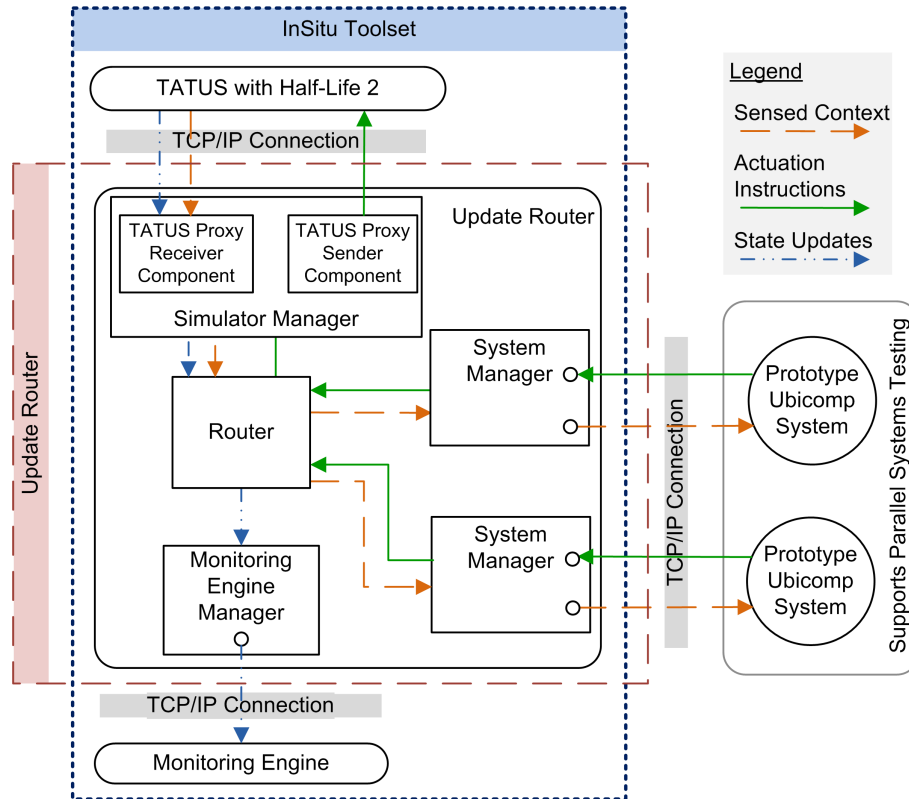 InSitu Toolset
TATUS with Half-Life 2
TCP/IP Connection
Legend
Sensed Context
Actuation
Instructions
State Updates
Update Router
Update Router
TATUS Proxy
Receiver
Component
TATUS Proxy
Sender
Component
Simulator Manager
System
Manager
Router
System
Manager
Monitoring
Engine
Manager
TCP/IP Connection
Prototype
Ubicomp
System
Prototype
Ubicomp
System
Supports Parallel Systems Testing
TCP/IP Connection
Monitoring Engine